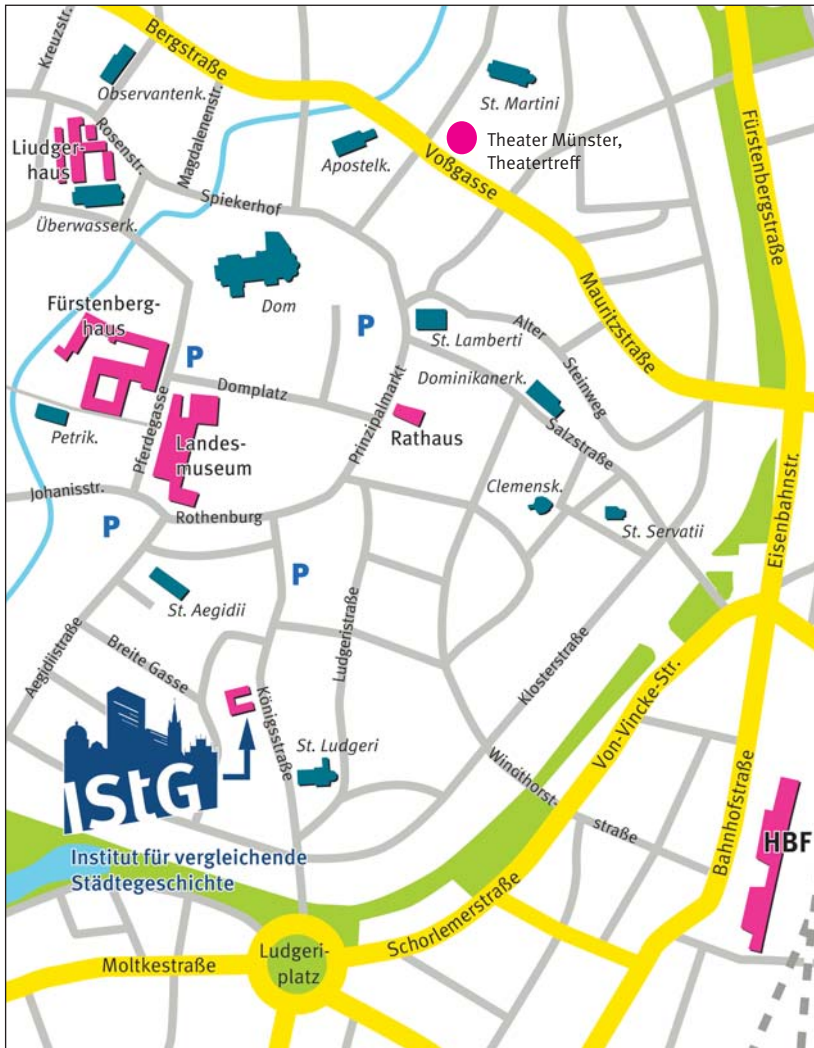 Kreuzstr.
Bergstraße
Observantenk.
Magdalenenstr.
Rosenstr.
Liudger-
haus
Überwasserk.
Spiekerhof
Apostelk.
St. Martini
Theater Münster,
Theatertreff
Voßgasse
Fürstenbergstraße
Dom
Fürstenberg-
haus
P
P
St. Lamberti
Alter
Steinweg
Mauritzstraße
Dominikanerk.
Domplatz
Prinzipalmarkt
Rathaus
Salzstraße
Pferdegasse
Petrik.
Landes-
museum
Johanisstr.
Rothenburg
Clemensk.
St. Servatii
Eisenbahnstr.
P
P
St. Aegidii
Aegidiistraße
Breite Gasse
Königsstraße
Ludgeristraße
Klosterstraße
Von-Vincke-Str.
St. Ludgeri
Windthorst-
straße
IStG
Institut für vergleichende
Städtegeschichte
Bahnhofstraße
HBF
Schorlemerstraße
Moltkestraße
Ludgeri-
platz